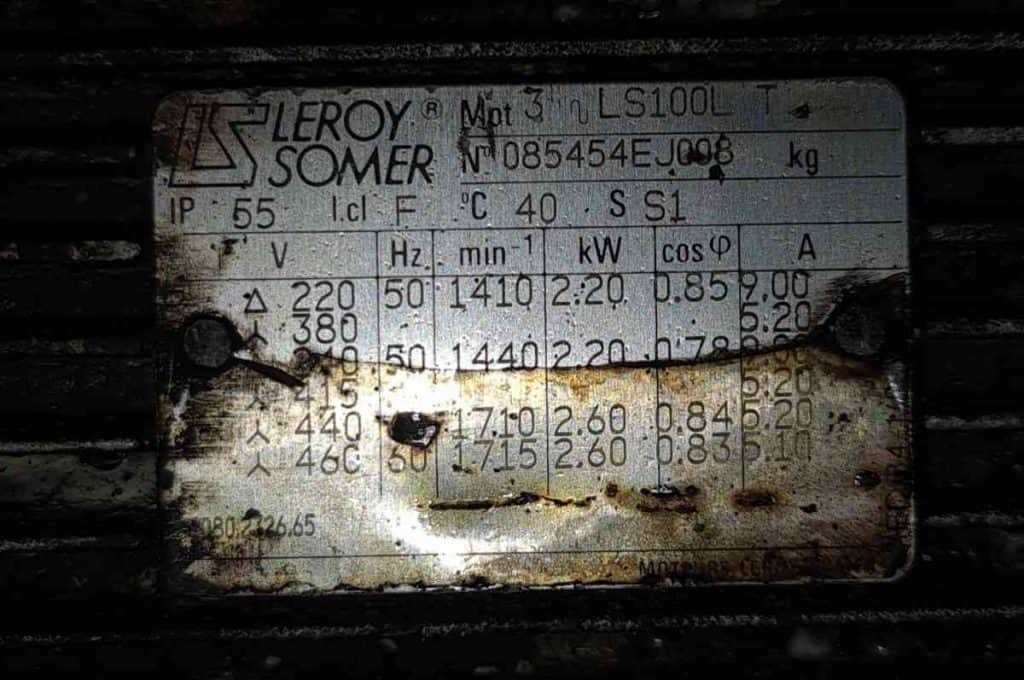 LEROY ®
SOMER
Mpt 3 ~ LS100L T
N° 085454EJ008 kg
IP 55 I.cl F °C 40 S S1
V Hz min⁻¹ kW cos φ A
△ 220 50 1410 2.20 0.85 9.00
380 5.20
50 1440 2.20 0.78
415 5.20
440 1710 2.60 0.84 5.20
460 60 1715 2.60 0.83 5.10
MOTEURS